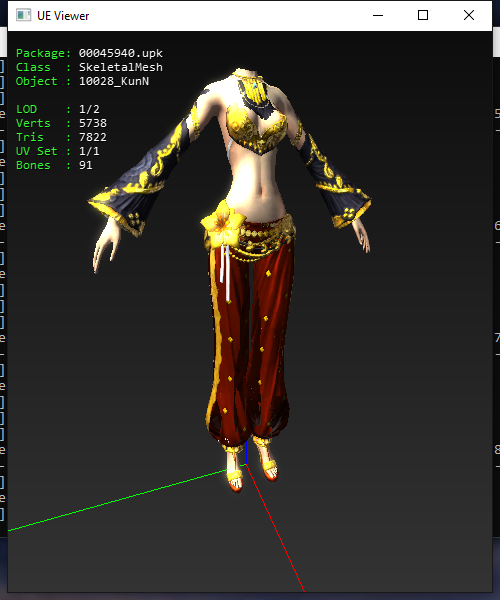 UE Viewer
Package: 00045940.upk
Class  : SkeletalMesh
Object : 10028_KunN
LOD    : 1/2
Verts  : 5738
Tris   : 7822
UV Set : 1/1
Bones  : 91